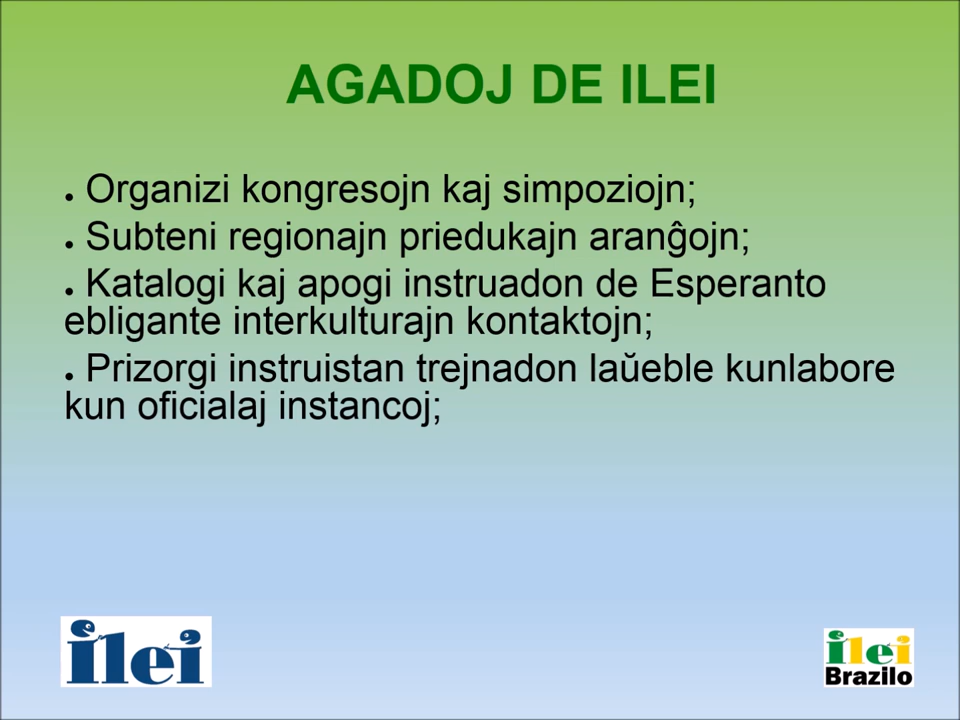 AGADOJ DE ILEI
● Organizi kongresojn kaj simpoziojn;
● Subteni regionajn priedukajn aranĝojn;
● Katalogi kaj apogi instruadon de Esperanto
ebligante interkulturajn kontaktojn;
● Prizorgi instruistan trejnadon laŭeble kunlabore
kun oficialaj instancoj;
ilei
ilei
Brazilo